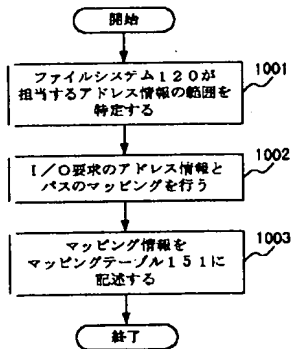 開始
ファイルシステム120が
担当するアドレス情報の範囲を
特定する
1001
I/O要求のアドレス情報と
パスのマッピングを行う
1002
マッピング情報を
マッピングテーブル151に
記述する
1003
終了